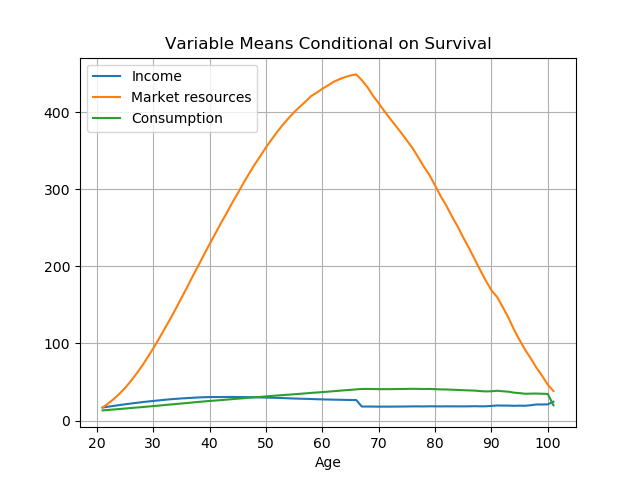 Variable Means Conditional on Survival
Income
Market resources
Consumption
400
300
200
100
0
20 30 40 50 60 70 80 90 100
Age